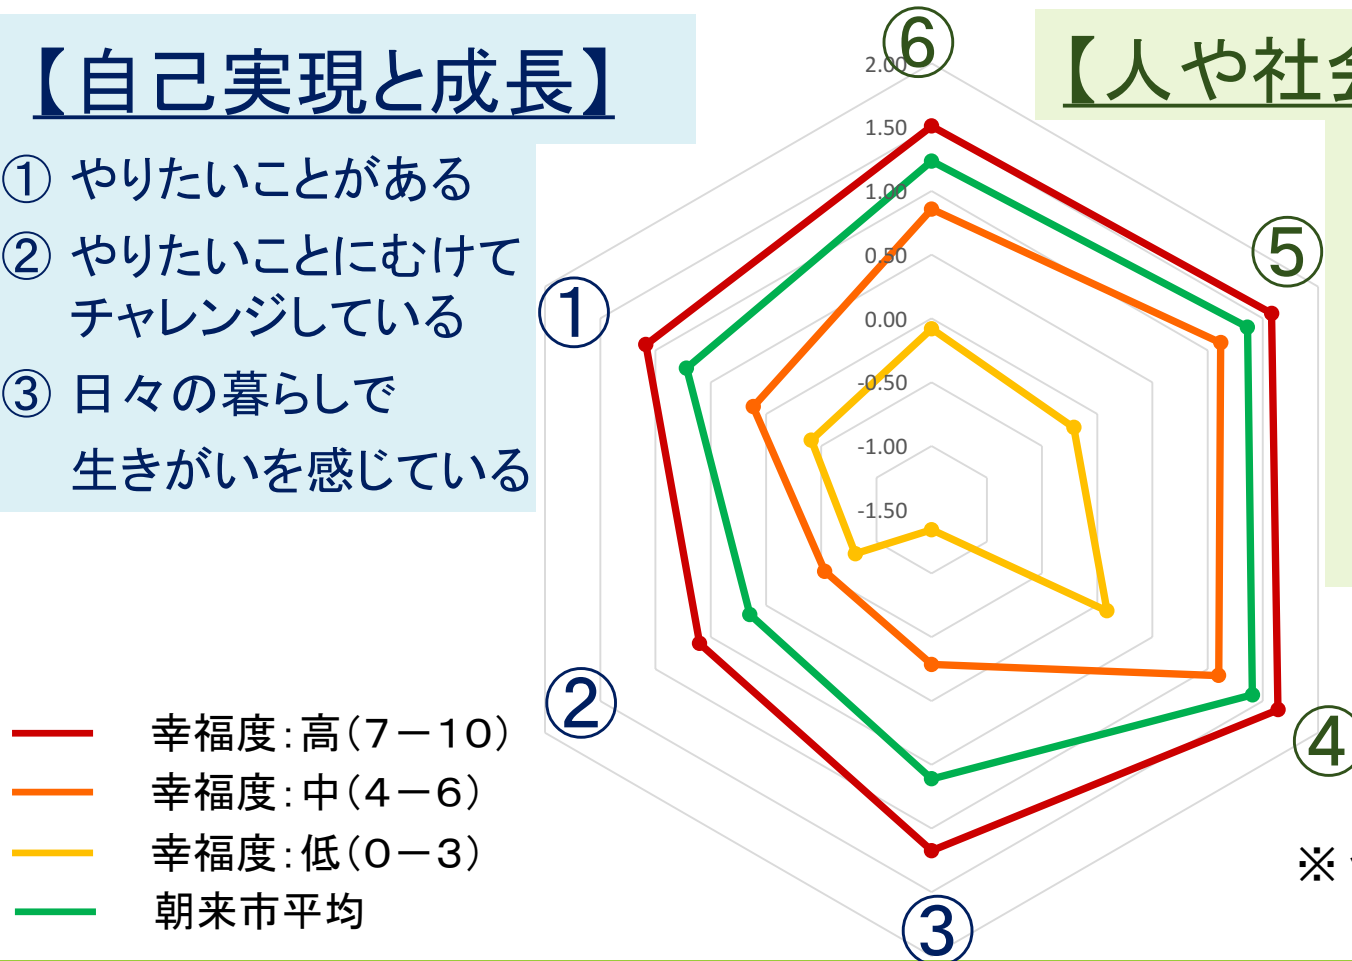 【自己実現と成長】
① やりたいことがある
② やりたいことにむけて
チャレンジしている
③ 日々の暮らしで
生きがいを感じている
幸福度:高(7－10)
幸福度:中(4－6)
幸福度:低(0－3)
朝来市平均
⑥
2.00
1.50
1.00
0.50
0.00
-0.50
-1.00
-1.50
①
②
③
④
⑤
【人や社会
※